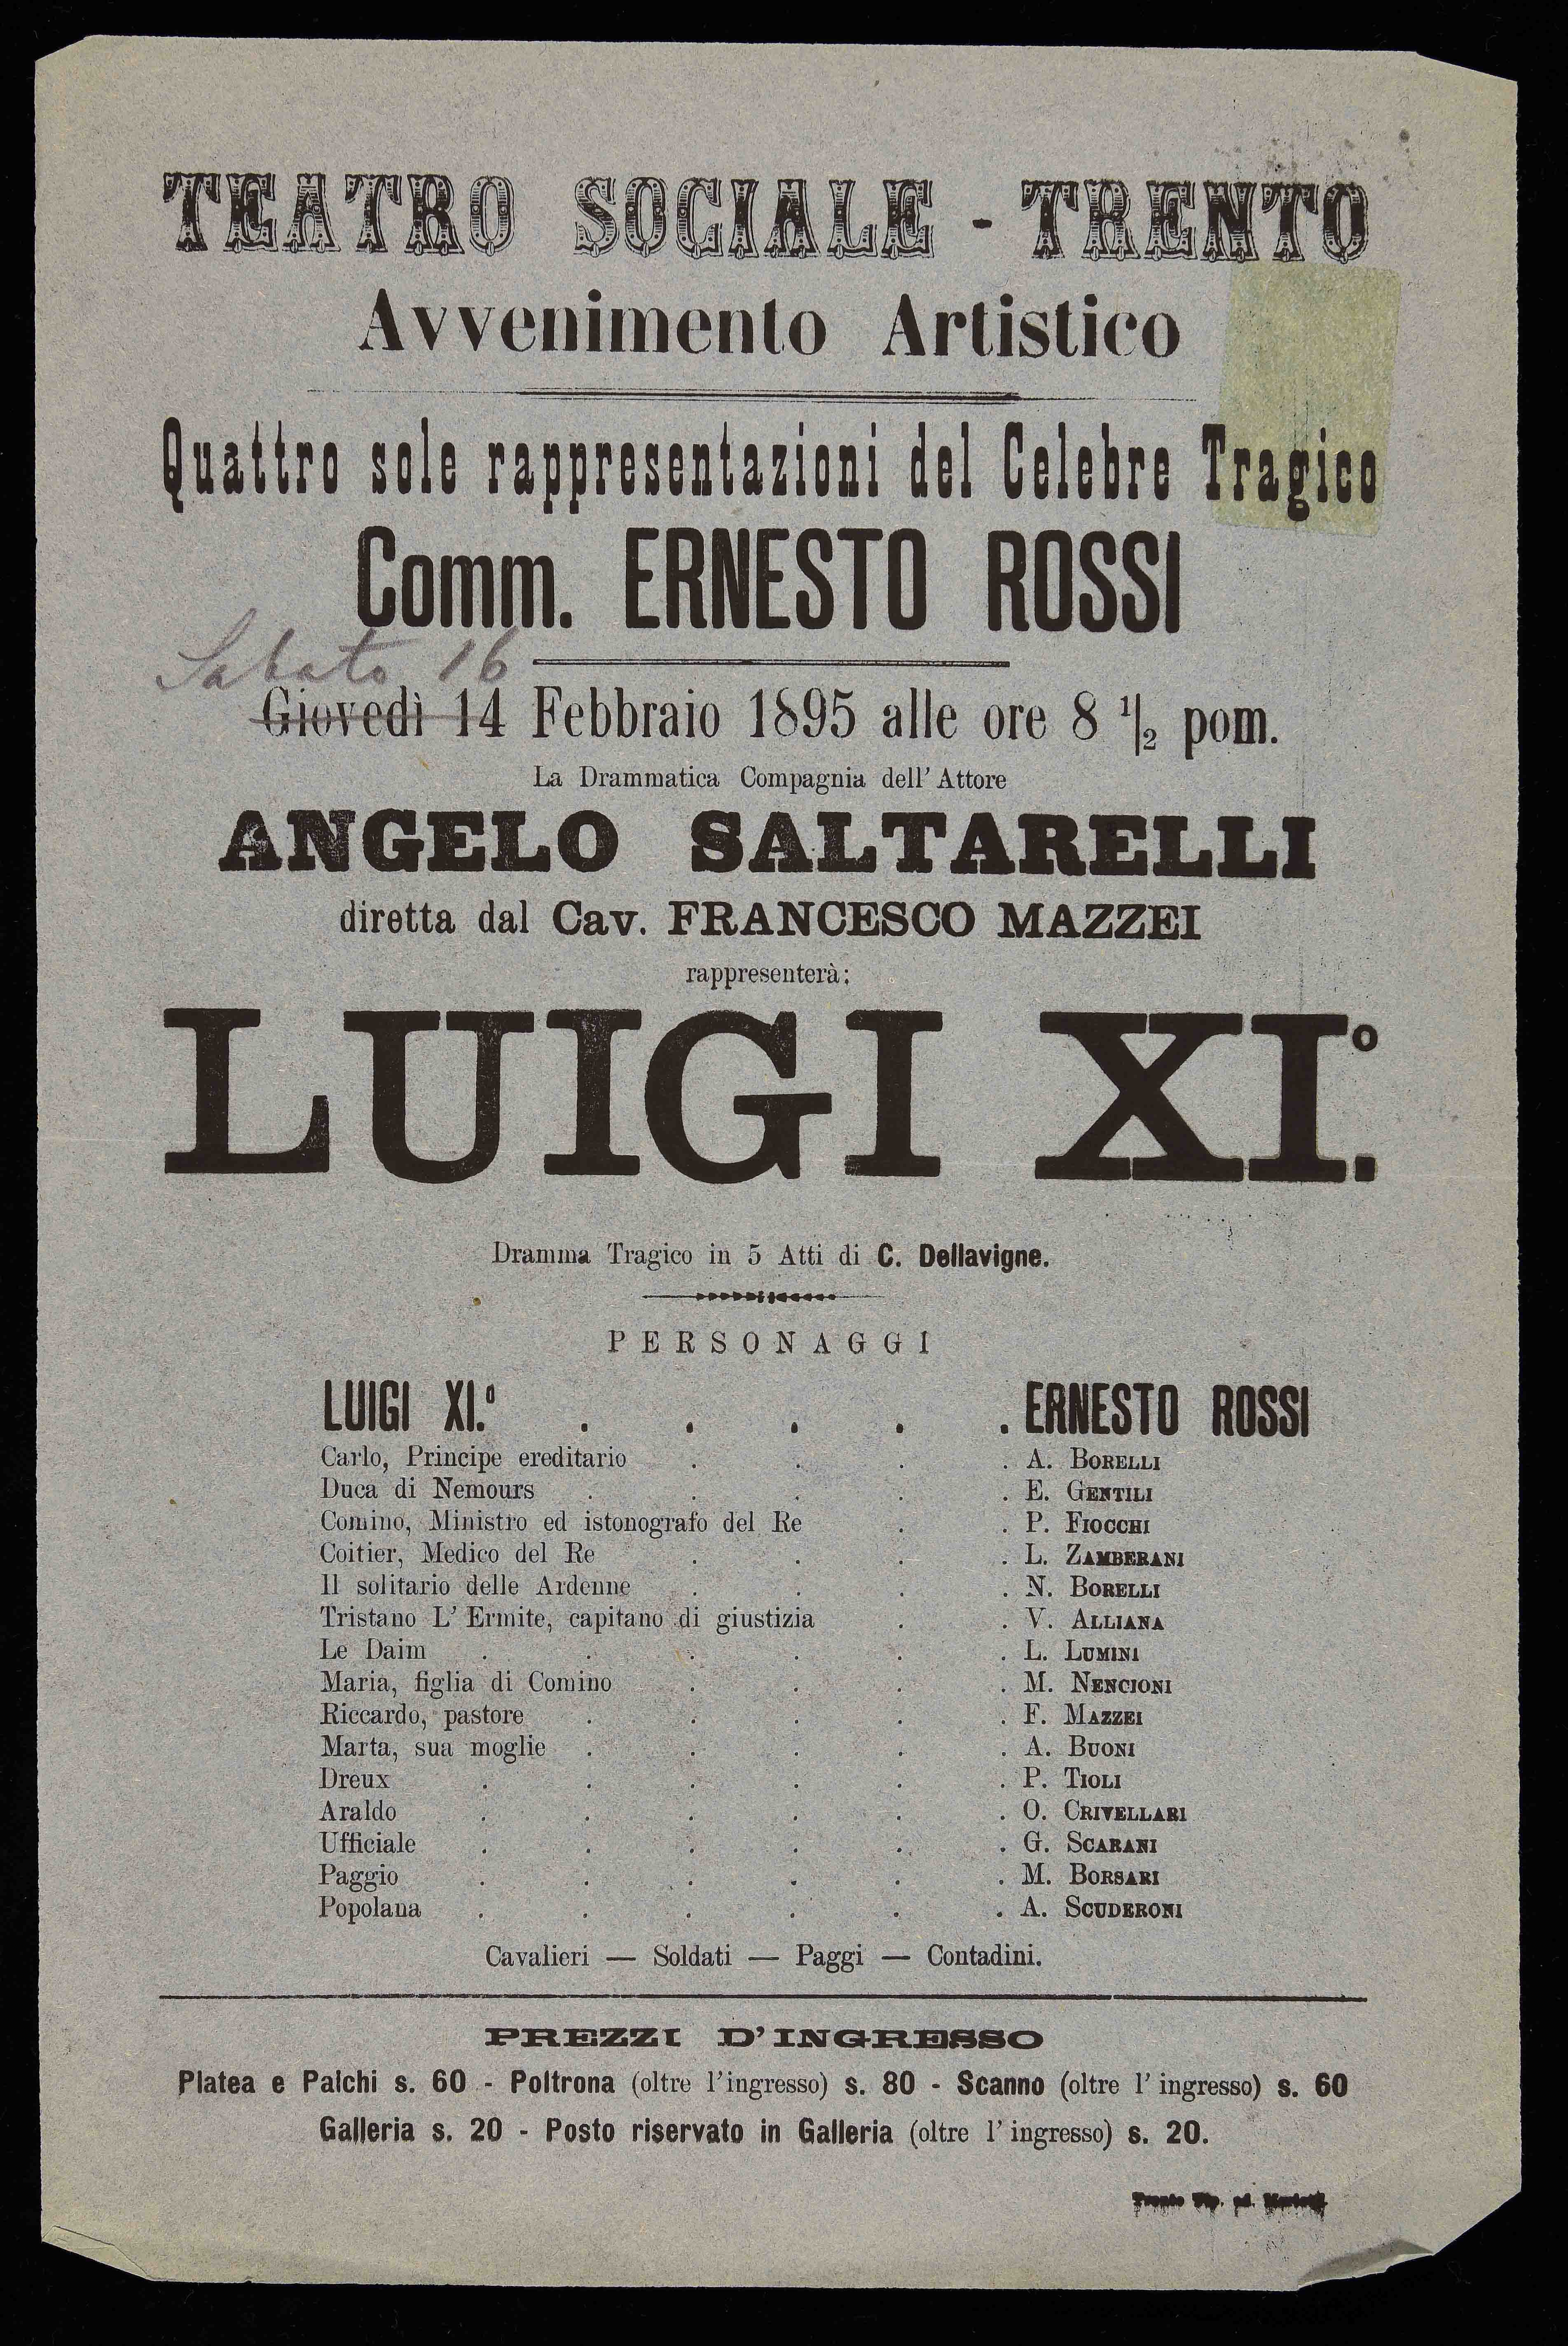 TEATRO SOCIALE - TRENTO
Avvenimento Artistico
Quattro sole rappresentazioni del Celebre Tragico
Comm. ERNESTO ROSSI
Sabato 16
Giovedì 14 Febbraio 1895 alle ore 8 1/2 pom.
La Drammatica Compagnia dell' Attore
ANGELO SALTARELLI
diretta dal Cav. FRANCESCO MAZZEI
rappresenterà:
LUIGI XI.º
Dramma Tragico in 5 Atti di C. Dellavigne.
PERSONAGGI
LUIGI XI.º . . . . . ERNESTO ROSSI
Carlo, Principe ereditario . . . . A. BORELLI
Duca di Nemours . . . . . E. GENTILI
Comino, Ministro ed istonografo del Re . . P. FIOCCHI
Coitier, Medico del Re . . . . L. ZAMBERANI
Il solitario delle Ardenne . . . . N. BORELLI
Tristano L' Ermite, capitano di giustizia . . V. ALLIANA
Le Daim . . . . . . L. LUMINI
Maria, figlia di Comino . . . . M. NENCIONI
Riccardo, pastore . . . . . F. MAZZEI
Marta, sua moglie . . . . . A. BUONI
Dreux . . . . . . P. TIOLI
Araldo . . . . . . O. CRIVELLARI
Ufficiale . . . . . . G. SCARANI
Paggio . . . . . . M. BORSARI
Popolana . . . . . . A. SCUDERONI
Cavalieri — Soldati — Paggi — Contadini.
PREZZI D'INGRESSO
Platea e Palchi s. 60 - Poltrona (oltre l'ingresso) s. 80 - Scanno (oltre l' ingresso) s. 60
Galleria s. 20 - Posto riservato in Galleria (oltre l' ingresso) s. 20.
Trento Tip. ed.